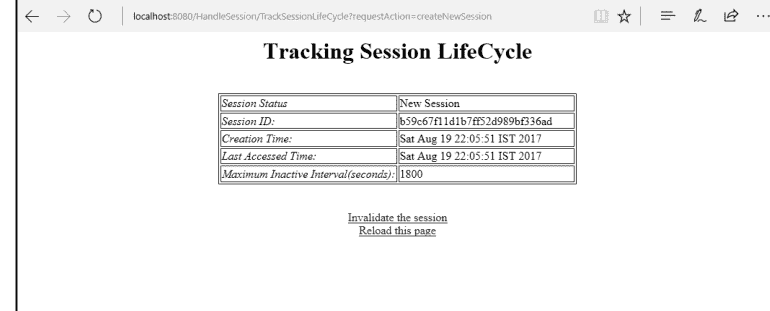 localhost:8080/HandleSession/TrackSessionLifeCycle?requestAction=createNewSession
Tracking Session LifeCycle
Session Status New Session
Session ID: b59c67f11d1b7ff52d989bf336ad
Creation Time: Sat Aug 19 22:05:51 IST 2017
Last Accessed Time: Sat Aug 19 22:05:51 IST 2017
Maximum Inactive Interval(seconds): 1800
Invalidate the session
Reload this page